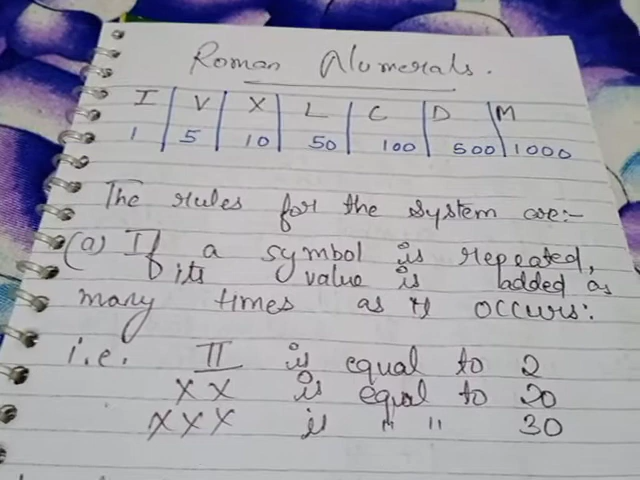 Roman Numerals.
I V X L C D M
1 5 10 50 100 500 1000
The rules for the system are:-
(a) If a symbol is repeated,
its value is added as
many times as it occurs:
i.e. II is equal to 2
XX is equal to 20
XXX is " " 30